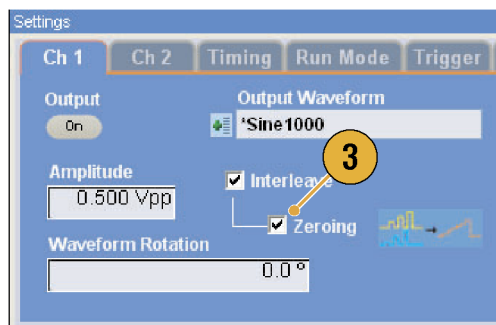 Settings
Ch 1 Ch 2 Timing Run Mode Trigger
Output Output Waveform
On *Sine1000
3
Amplitude Interleave
0.500 Vpp
Zeroing
Waveform Rotation
0.0 °